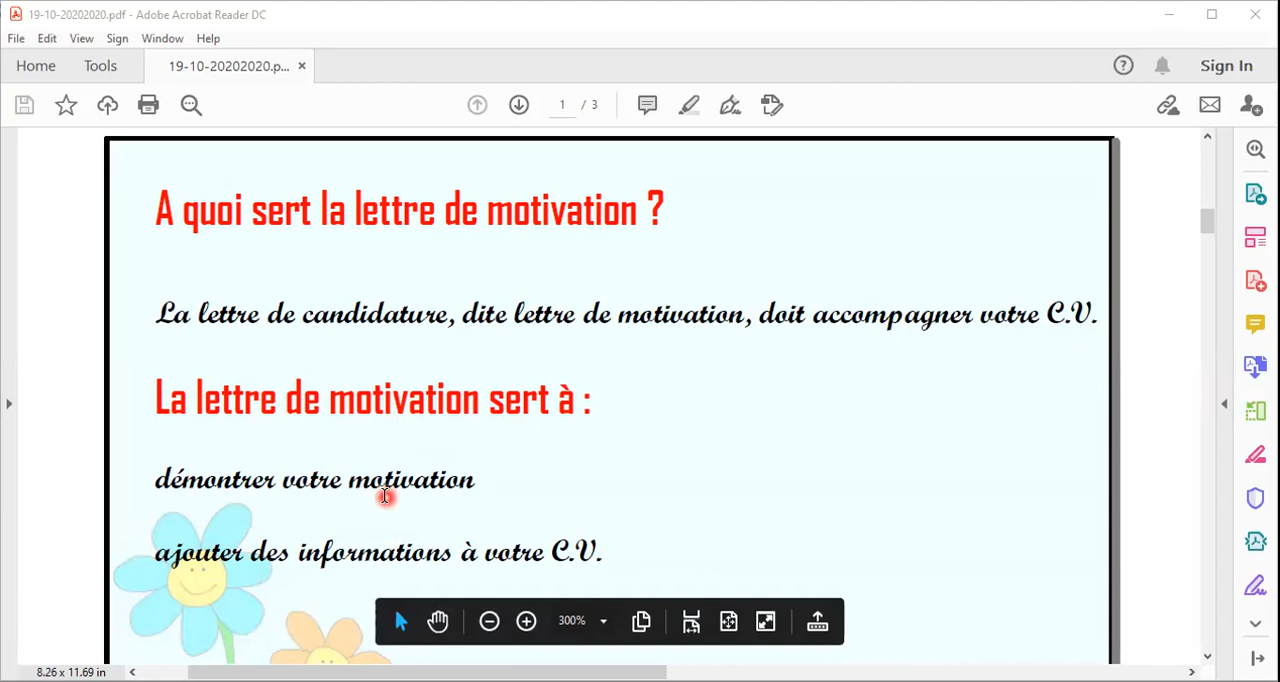 19-10-20202020.pdf - Adobe Acrobat Reader DC
File Edit View Sign Window Help
Home Tools 19-10-20202020.p... × Sign In
1 / 3
A quoi sert la lettre de motivation ?
La lettre de candidature, dite lettre de motivation, doit accompagner votre C.V.
La lettre de motivation sert à :
démontrer votre motivation
ajouter des informations à votre C.V.
300%
8.26 x 11.69 in